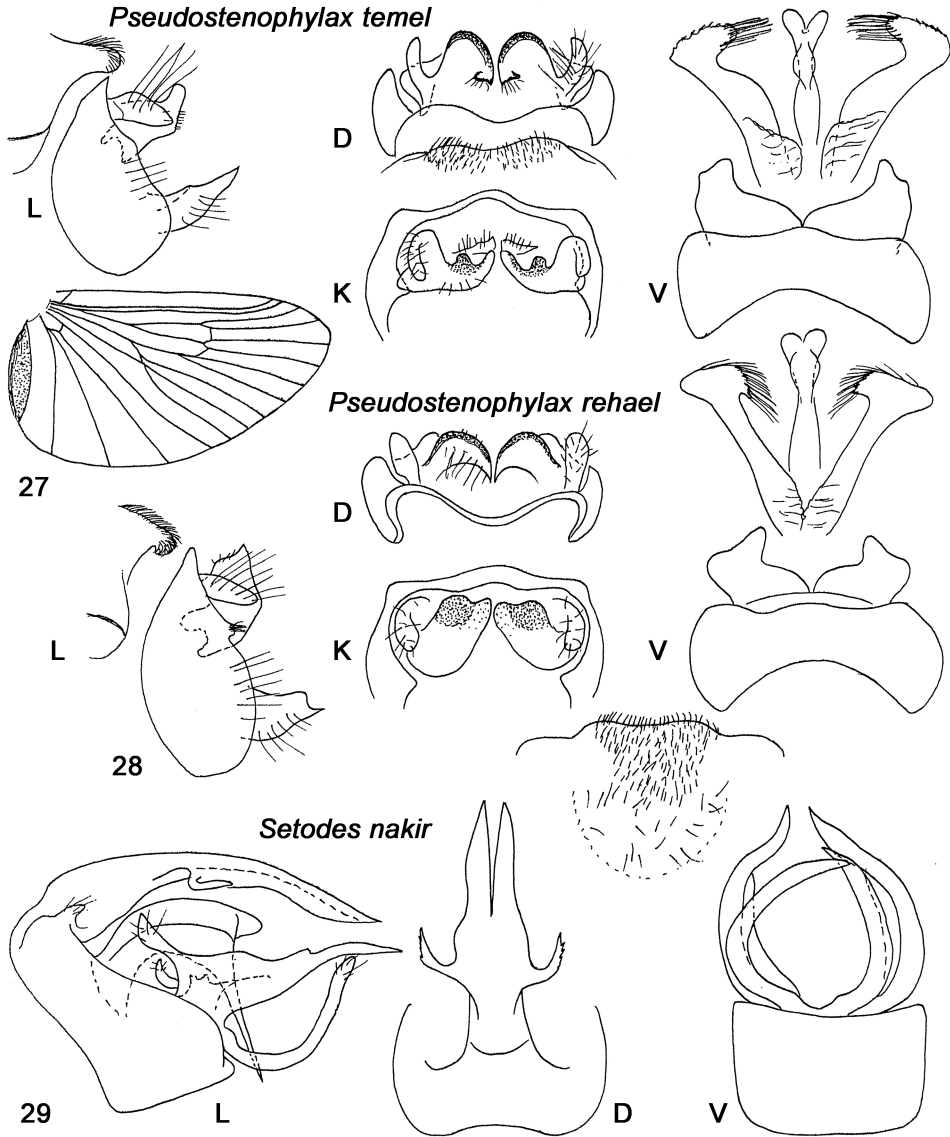 Pseudostenophylax temel
L
D
K
V
27
Pseudostenophylax rehael
D
L
K
V
28
Setodes nakir
29
L
D
V